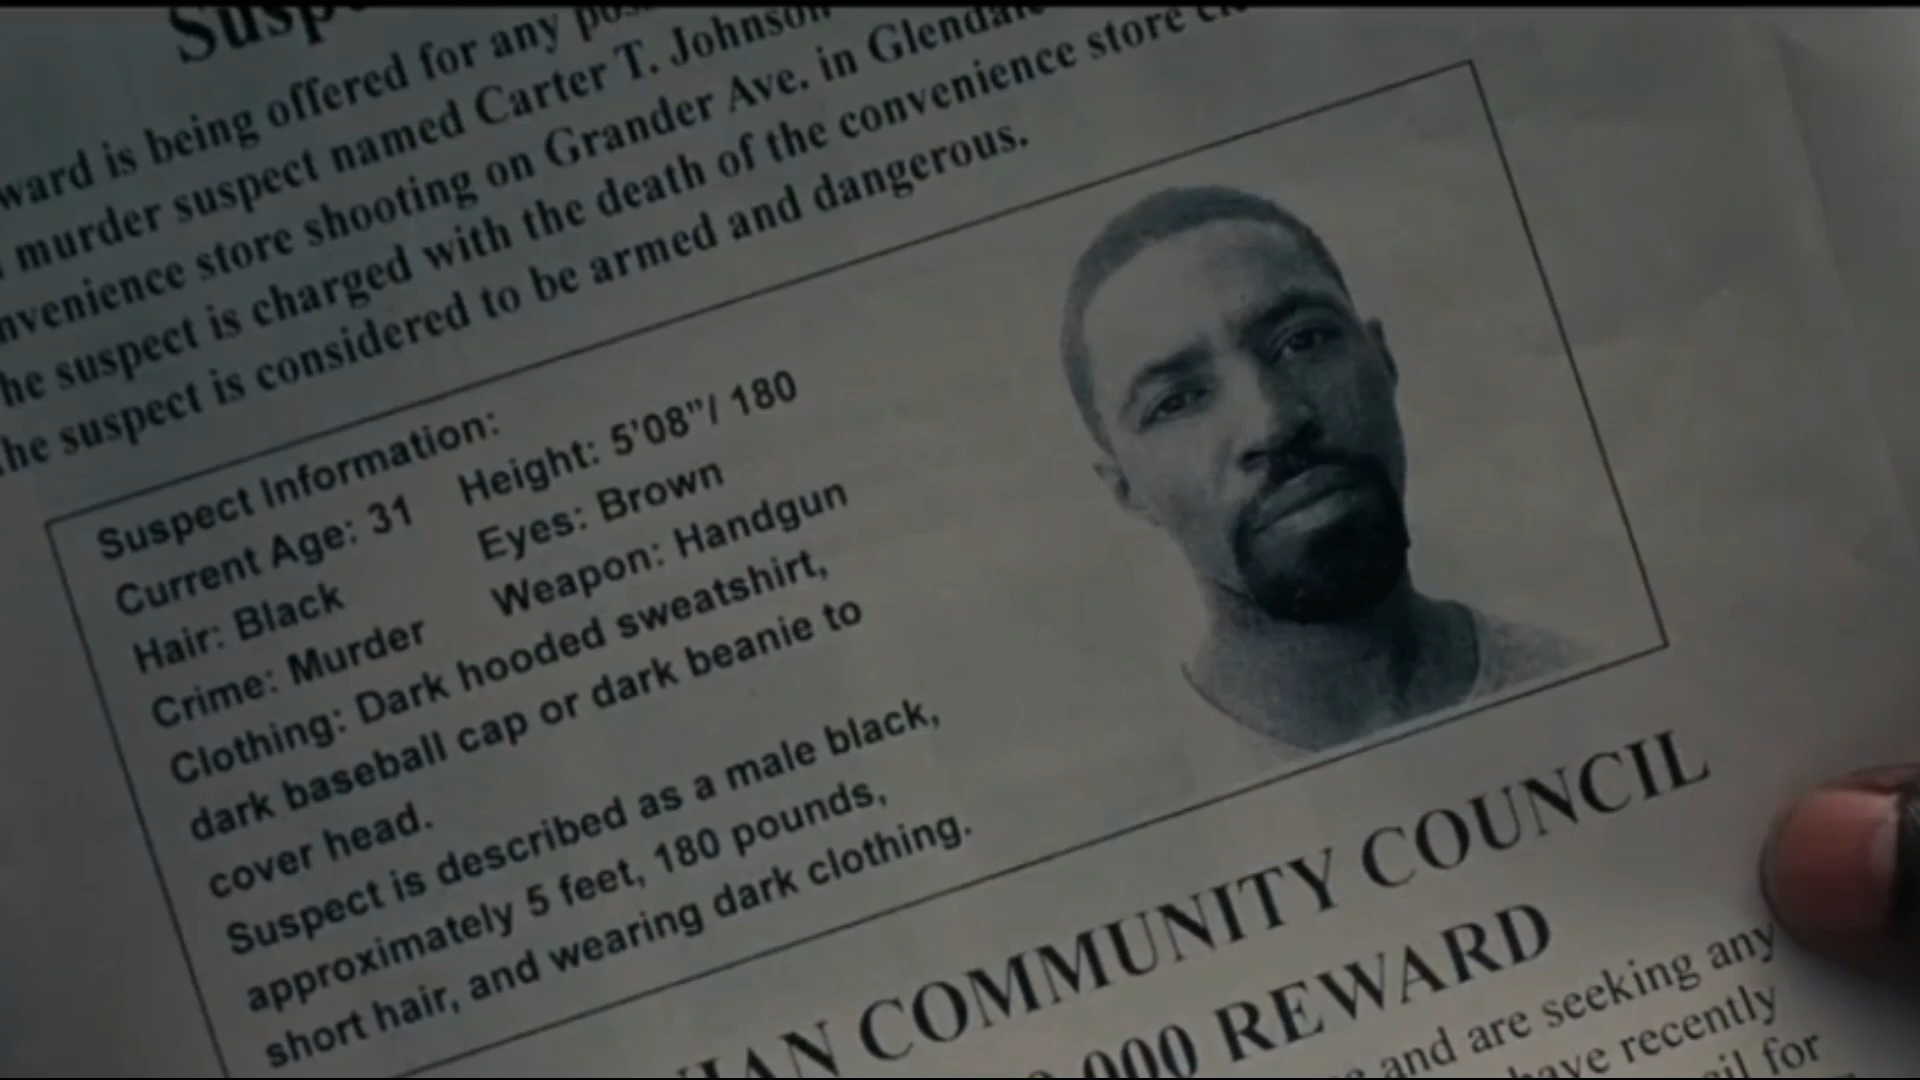 Suspe
ward is being offered for any pos
murder suspect named Carter T. Johnson
nvenience store shooting on Grander Ave. in Glendale
he suspect is charged with the death of the convenience store
he suspect is considered to be armed and dangerous.
Suspect Information:
Current Age: 31 Height: 5'08”/ 180
Hair: Black Eyes: Brown
Crime: Murder Weapon: Handgun
Clothing: Dark hooded sweatshirt,
dark baseball cap or dark beanie to
cover head.
Suspect is described as a male black,
approximately 5 feet, 180 pounds,
short hair, and wearing dark clothing.
COMMUNITY COUNCIL
000 REWARD
and are seeking any
have recently
for